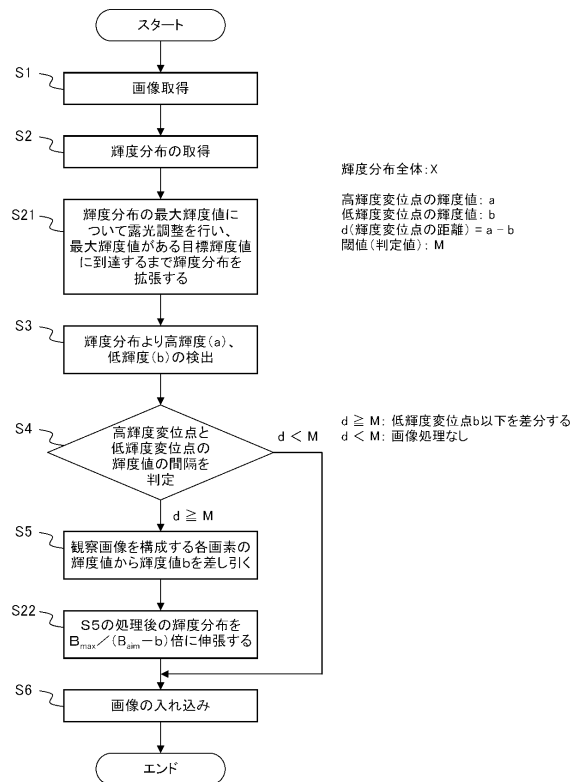 スタート
S1
画像取得
S2
輝度分布の取得
輝度分布全体：X
高輝度変位点の輝度値：a
低輝度変位点の輝度値：b
d(輝度変位点の距離)＝a－b
閾値(判定値)：M
S21
輝度分布の最大輝度値に
ついて露光調整を行い、
最大輝度値がある目標輝度値
に到達するまで輝度分布を
拡張する
S3
輝度分布より高輝度(a)、
低輝度(b)の検出
S4
高輝度変位点と
低輝度変位点の
輝度値の間隔を
判定
d＜M
d≧M：低輝度変位点b以下を差分する
d＜M：画像処理なし
d≧M
S5
観察画像を構成する各画素の
輝度値から輝度値bを差し引く
S22
S5の処理後の輝度分布を
Bmax／(Baim－b)倍に伸張する
S6
画像の入れ込み
エンド